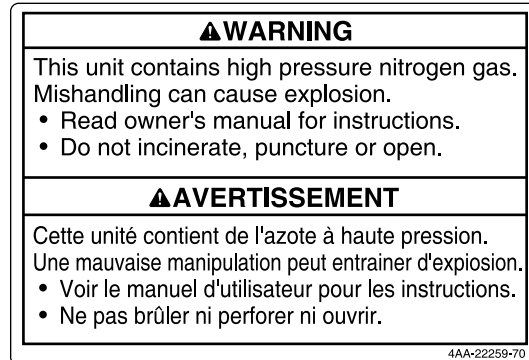 ⚠WARNING
This unit contains high pressure nitrogen gas.
Mishandling can cause explosion.
• Read owner's manual for instructions.
• Do not incinerate, puncture or open.
⚠AVERTISSEMENT
Cette unité contient de l'azote à haute pression.
Une mauvaise manipulation peut entrainer d'explosion.
• Voir le manuel d'utilisateur pour les instructions.
• Ne pas brûler ni perforer ni ouvrir.
4AA-22259-70